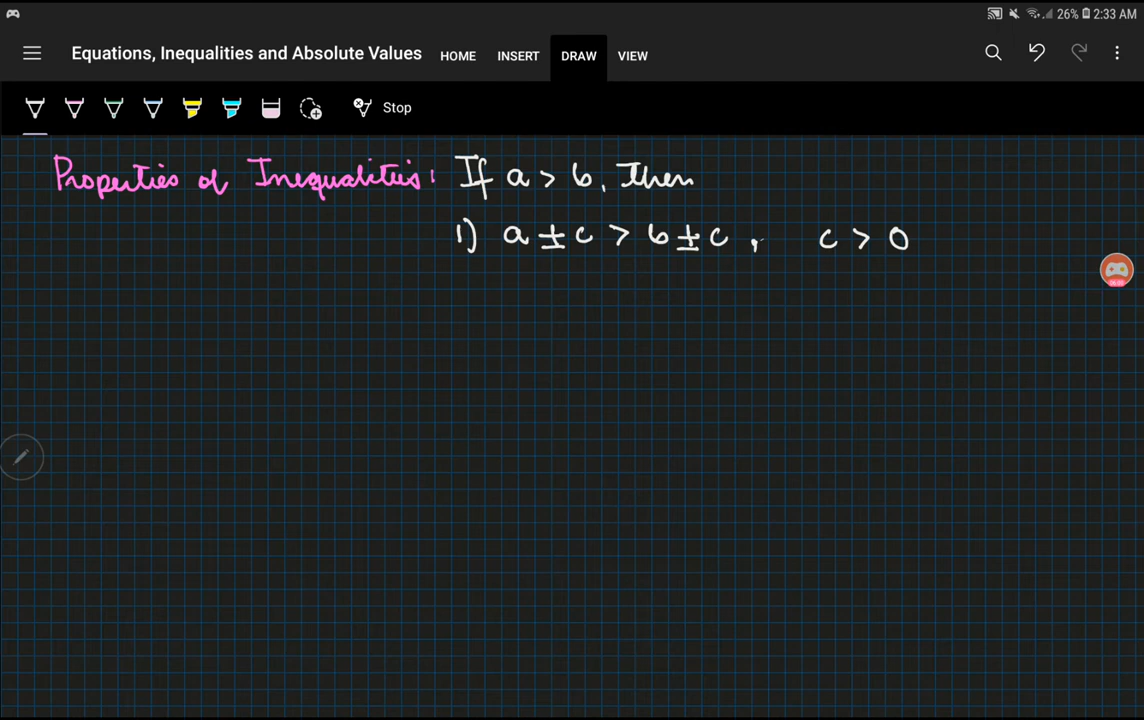 26% 2:33 AM
Equations, Inequalities and Absolute Values HOME INSERT DRAW VIEW
Stop
Properties of Inequalities: If a > b, Then
1) a ± c > b ± c, c > 0